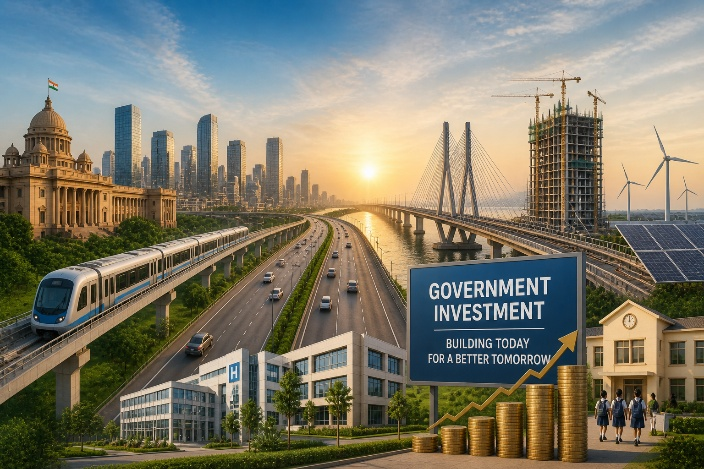 GOVERNMENT
INVESTMENT
BUILDING TODAY
FOR A BETTER TOMORROW
H